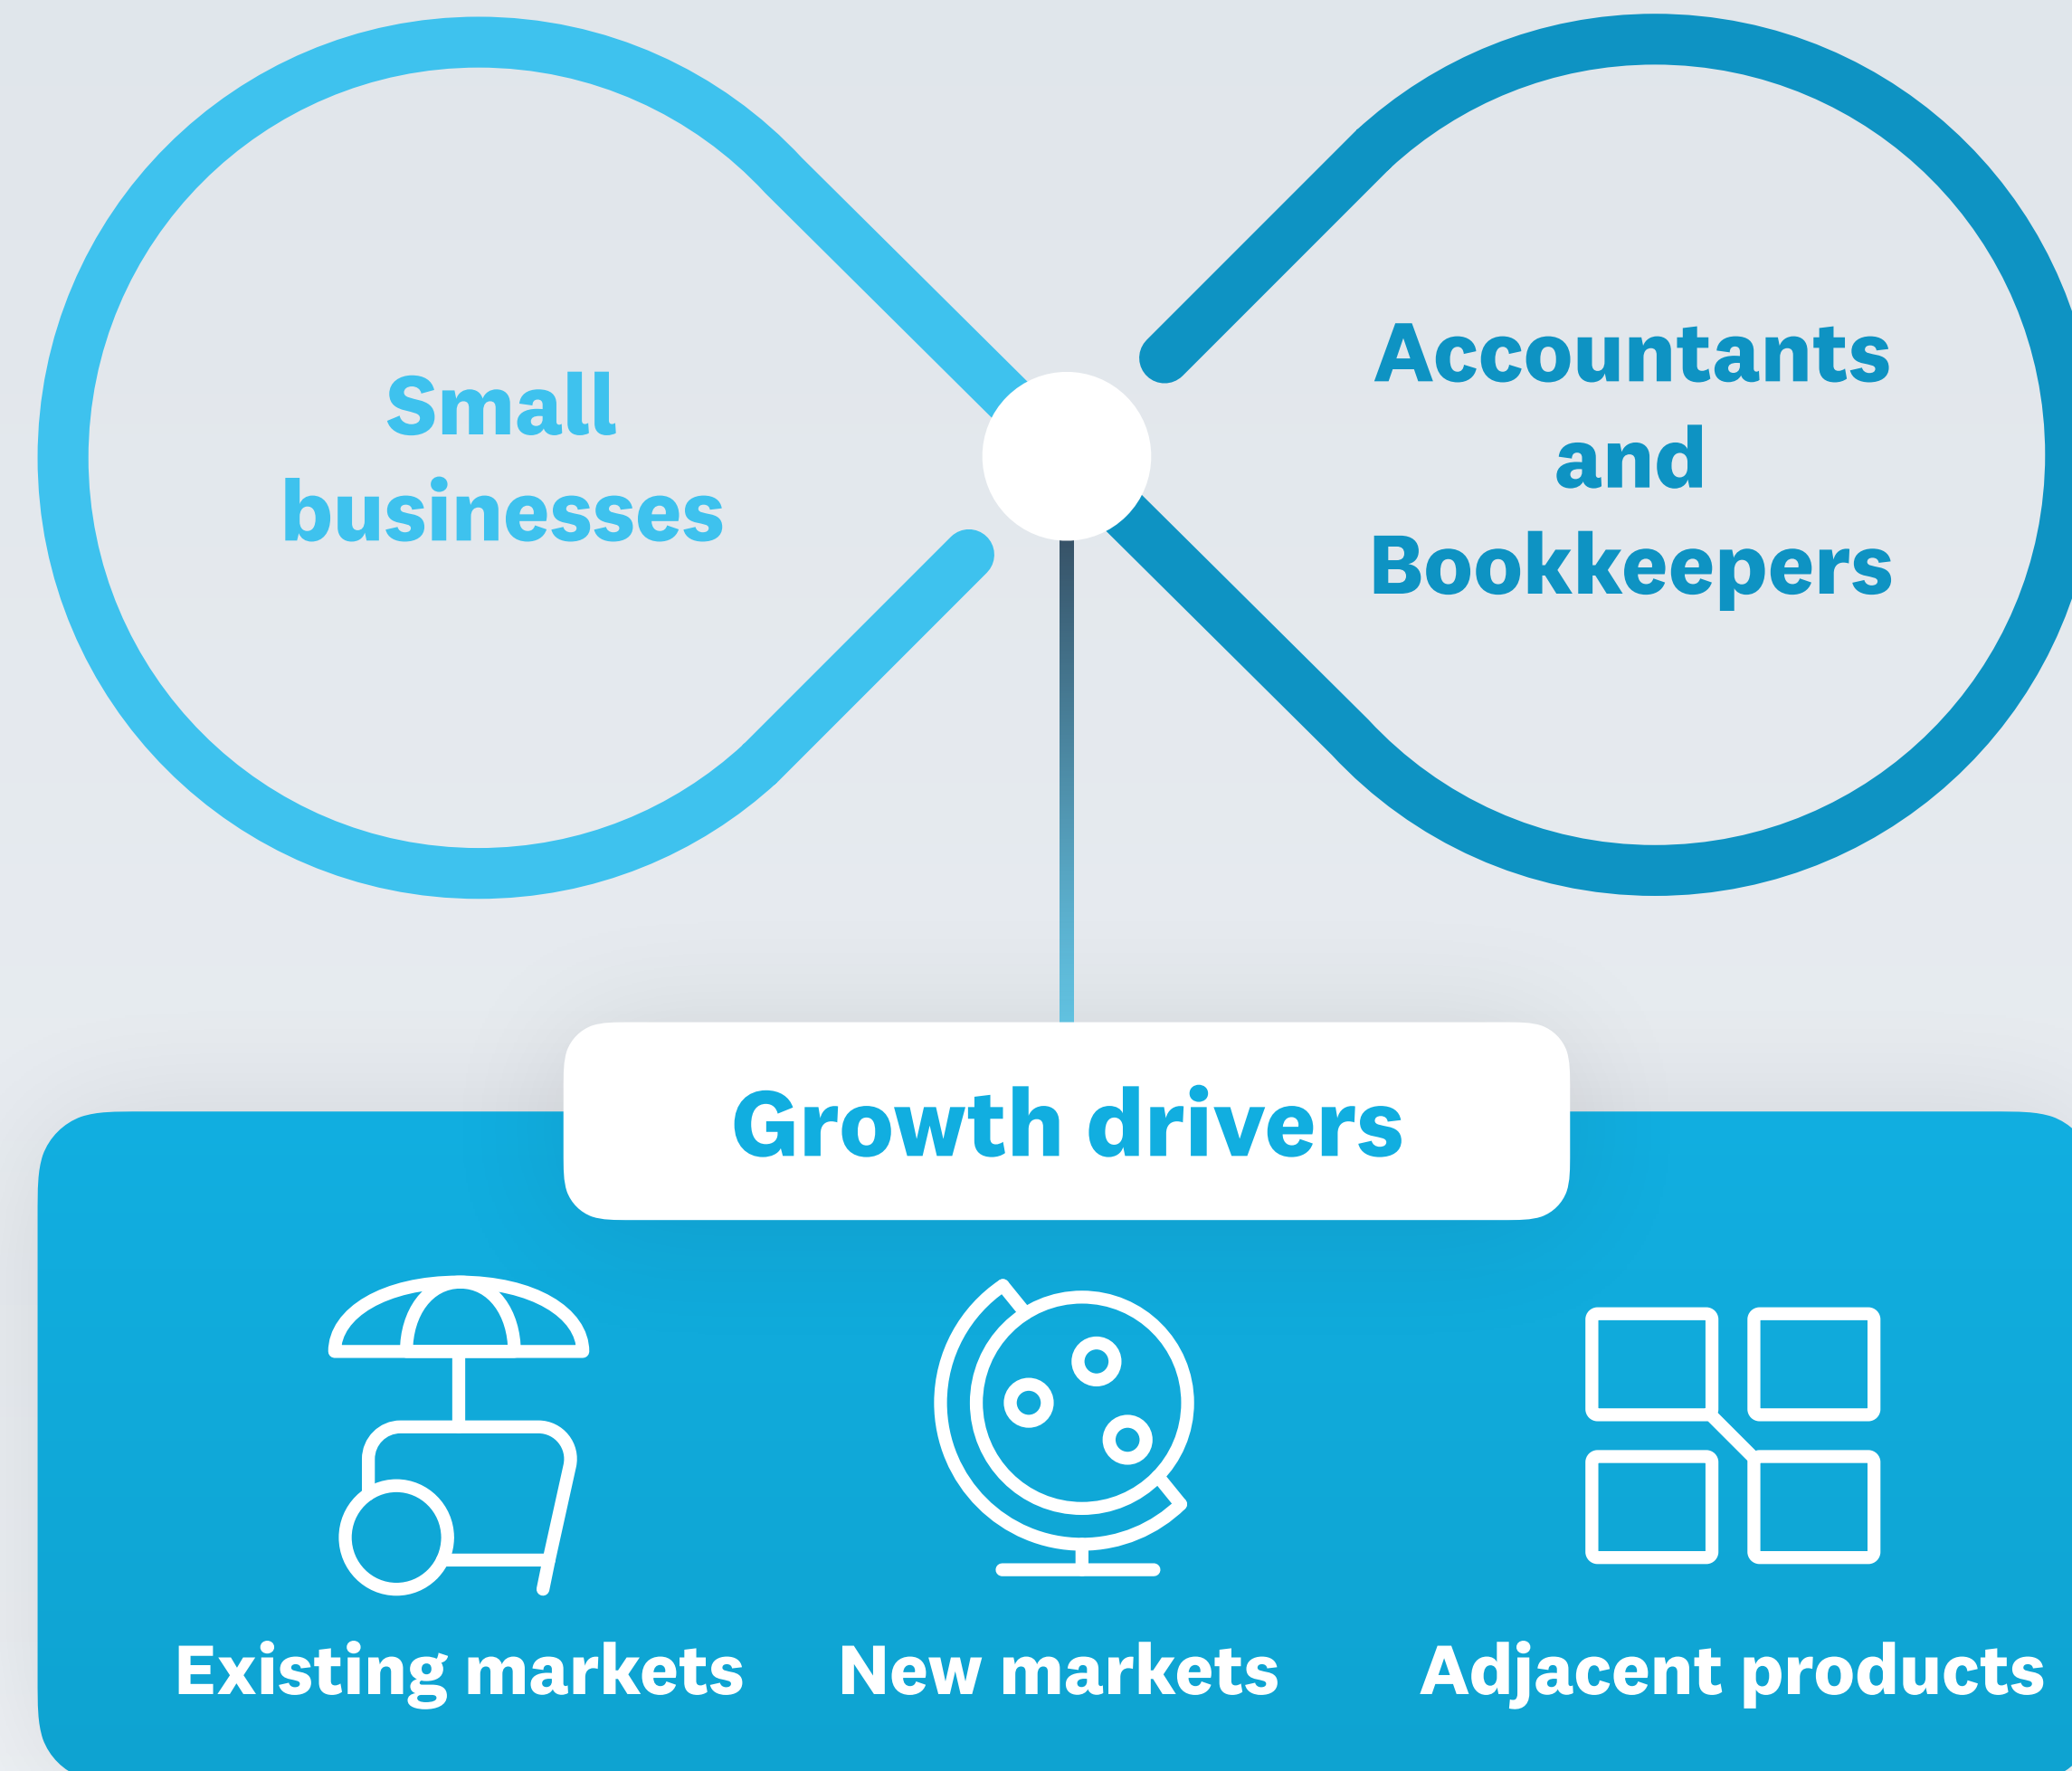 Small
businesses
Accountants
and
Bookkeepers
Growth drivers
Existing markets
New markets
Adjacent products